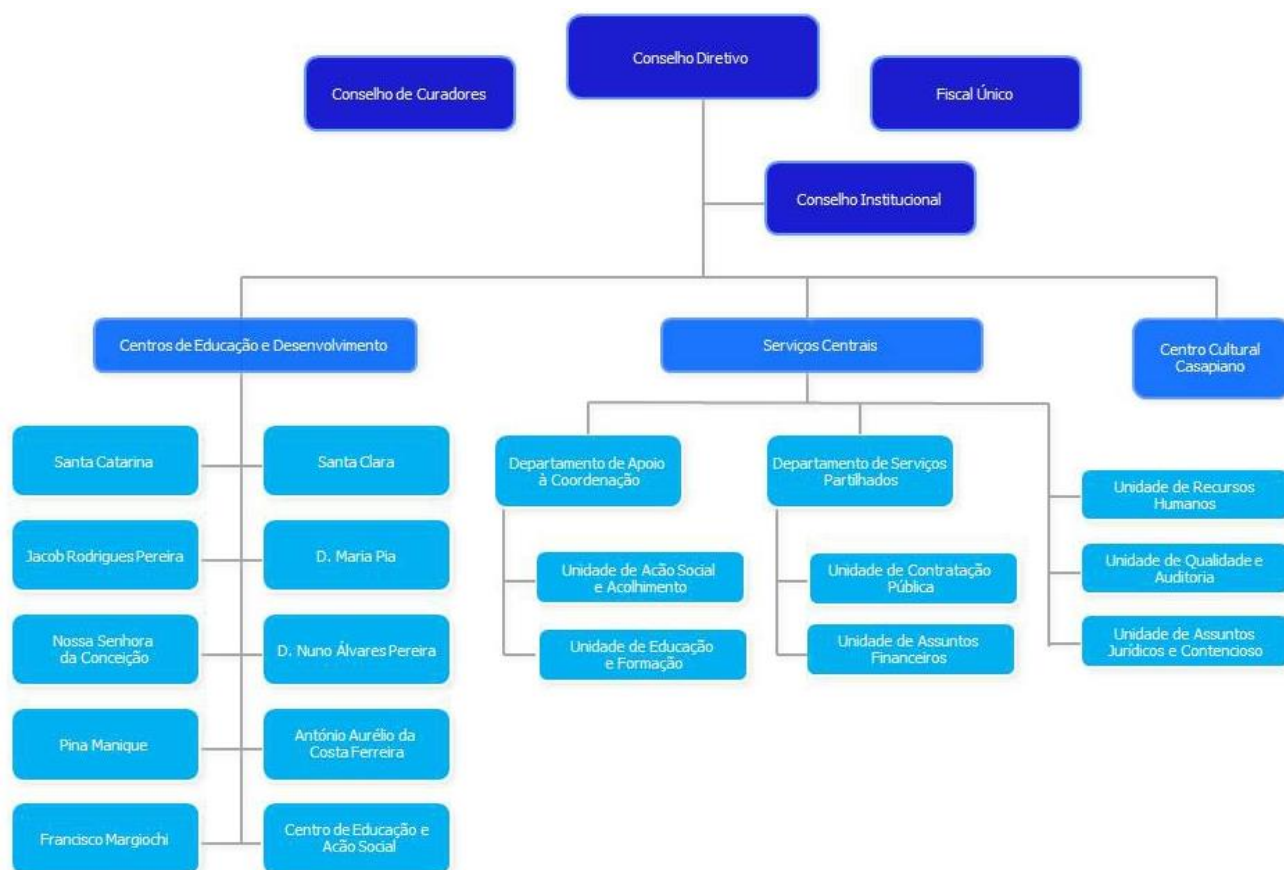 Conselho Diretivo
Conselho de Curadores
Fiscal Único
Conselho Institucional
Centros de Educação e Desenvolvimento
Serviços Centrais
Centro Cultural
Casapiano
Santa Catarina
Santa Clara
Jacob Rodrigues Pereira
D. Maria Pia
Nossa Senhora
da Conceição
D. Nuno Álvares Pereira
Pina Manique
António Aurélio da
Costa Ferreira
Francisco Margiochi
Centro de Educação e
Acão Social
Departamento de Apoio
à Coordenação
Unidade de Acão Social
e Acolhimento
Unidade de Educação
e Formação
Departamento de Serviços
Partilhados
Unidade de Contratação
Pública
Unidade de Assuntos
Financeiros
Unidade de Recursos
Humanos
Unidade de Qualidade e
Auditoria
Unidade de Assuntos
Jurídicos e Contencioso